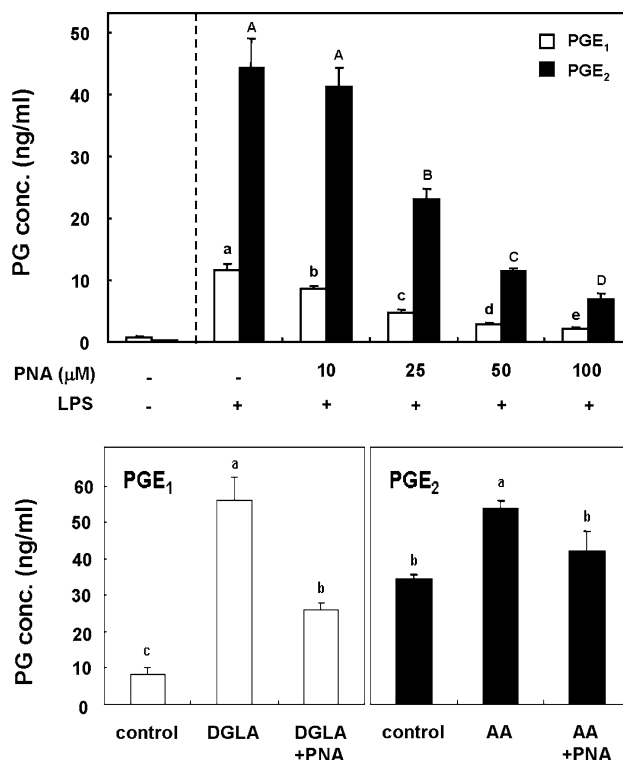 50
40
30
20
10
0
PG conc. (ng/ml)
PGE₁
PGE₂
a A
b A
c B
d C
e D
PNA (μM) - - 10 25 50 100
LPS - + + + + +
60
50
40
30
20
10
0
PG conc. (ng/ml)
PGE₁
c a b
control DGLA DGLA
+PNA
PGE₂
b a b
control AA AA
+PNA